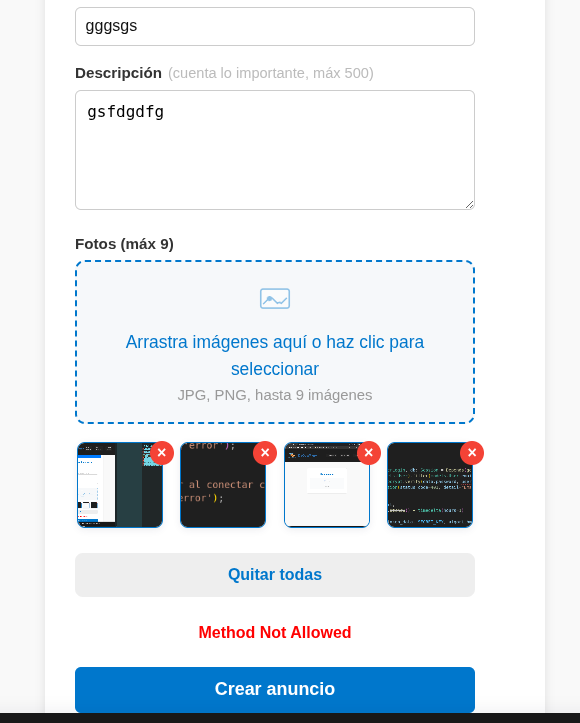 gggsgs
Descripción (cuenta lo importante, máx 500)
gsfdgdfg
Fotos (máx 9)
Arrastra imágenes aquí o haz clic para
seleccionar
JPG, PNG, hasta 9 imágenes
error');
al conectar c
error');
Quitar todas
Method Not Allowed
Crear anuncio